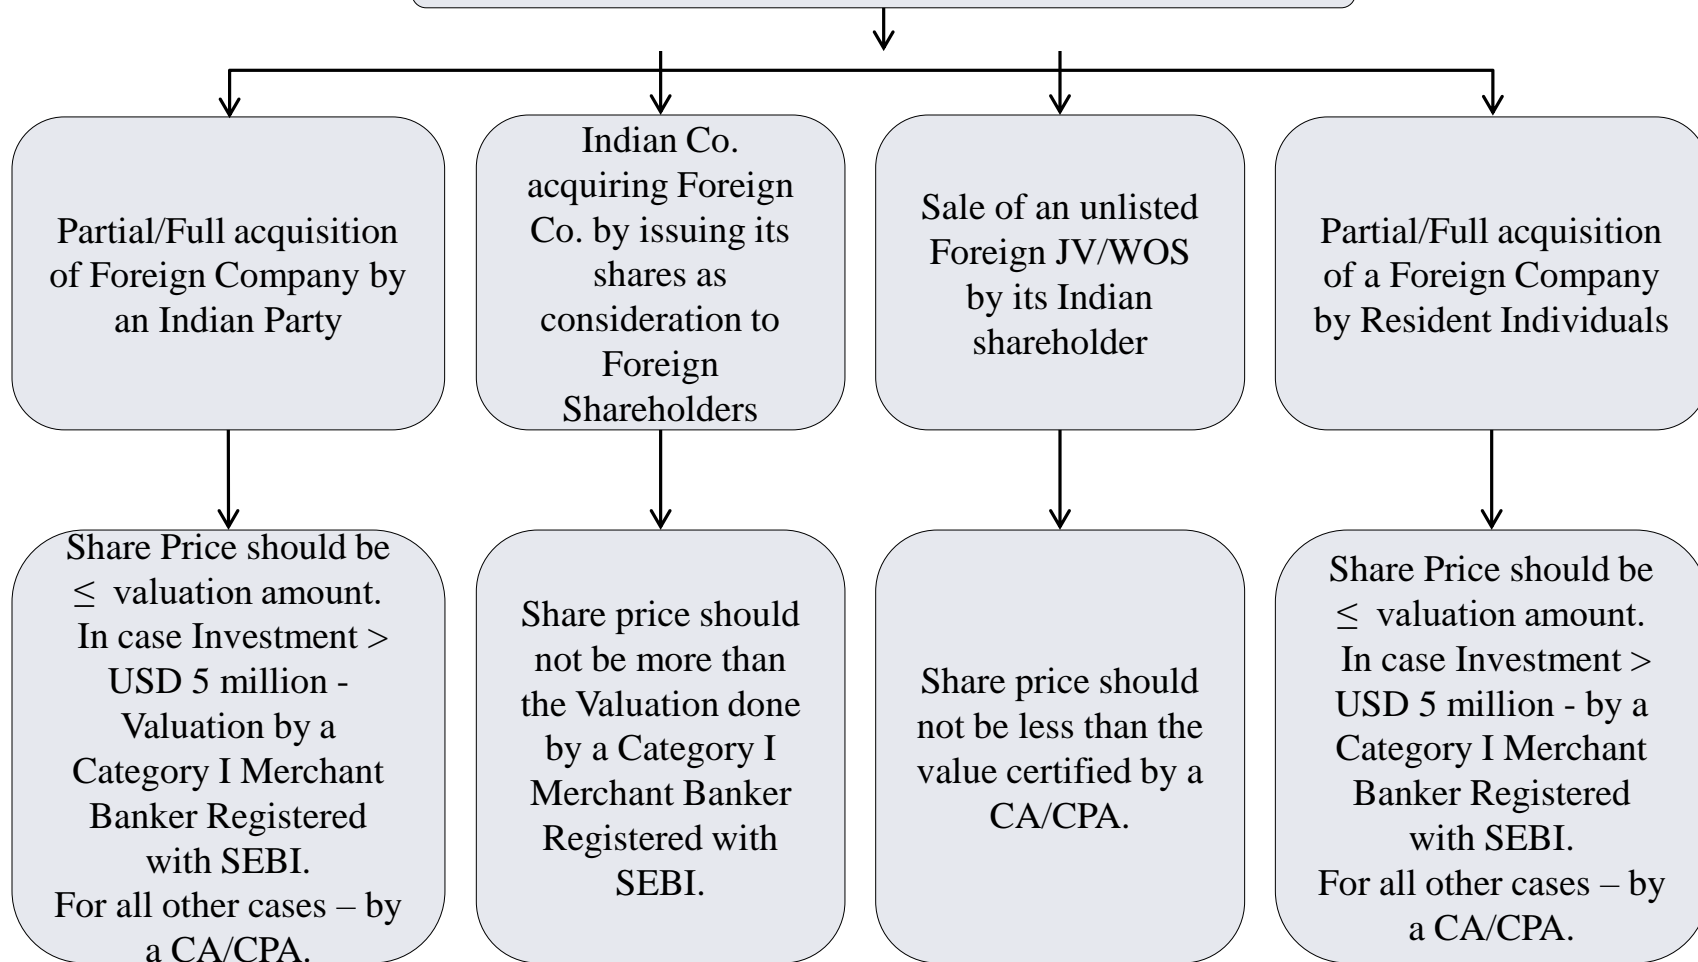 Partial/Full acquisition
of Foreign Company by
an Indian Party
Indian Co.
acquiring Foreign
Co. by issuing its
shares as
consideration to
Foreign
Shareholders
Sale of an unlisted
Foreign JV/WOS
by its Indian
shareholder
Partial/Full acquisition
of a Foreign Company
by Resident Individuals
Share Price should be
≤ valuation amount.
In case Investment >
USD 5 million -
Valuation by a
Category I Merchant
Banker Registered
with SEBI.
For all other cases – by
a CA/CPA.
Share price should
not be more than
the Valuation done
by a Category I
Merchant Banker
Registered with
SEBI.
Share price should
not be less than the
value certified by a
CA/CPA.
Share Price should be
≤ valuation amount.
In case Investment >
USD 5 million - by a
Category I Merchant
Banker Registered
with SEBI.
For all other cases – by
a CA/CPA.